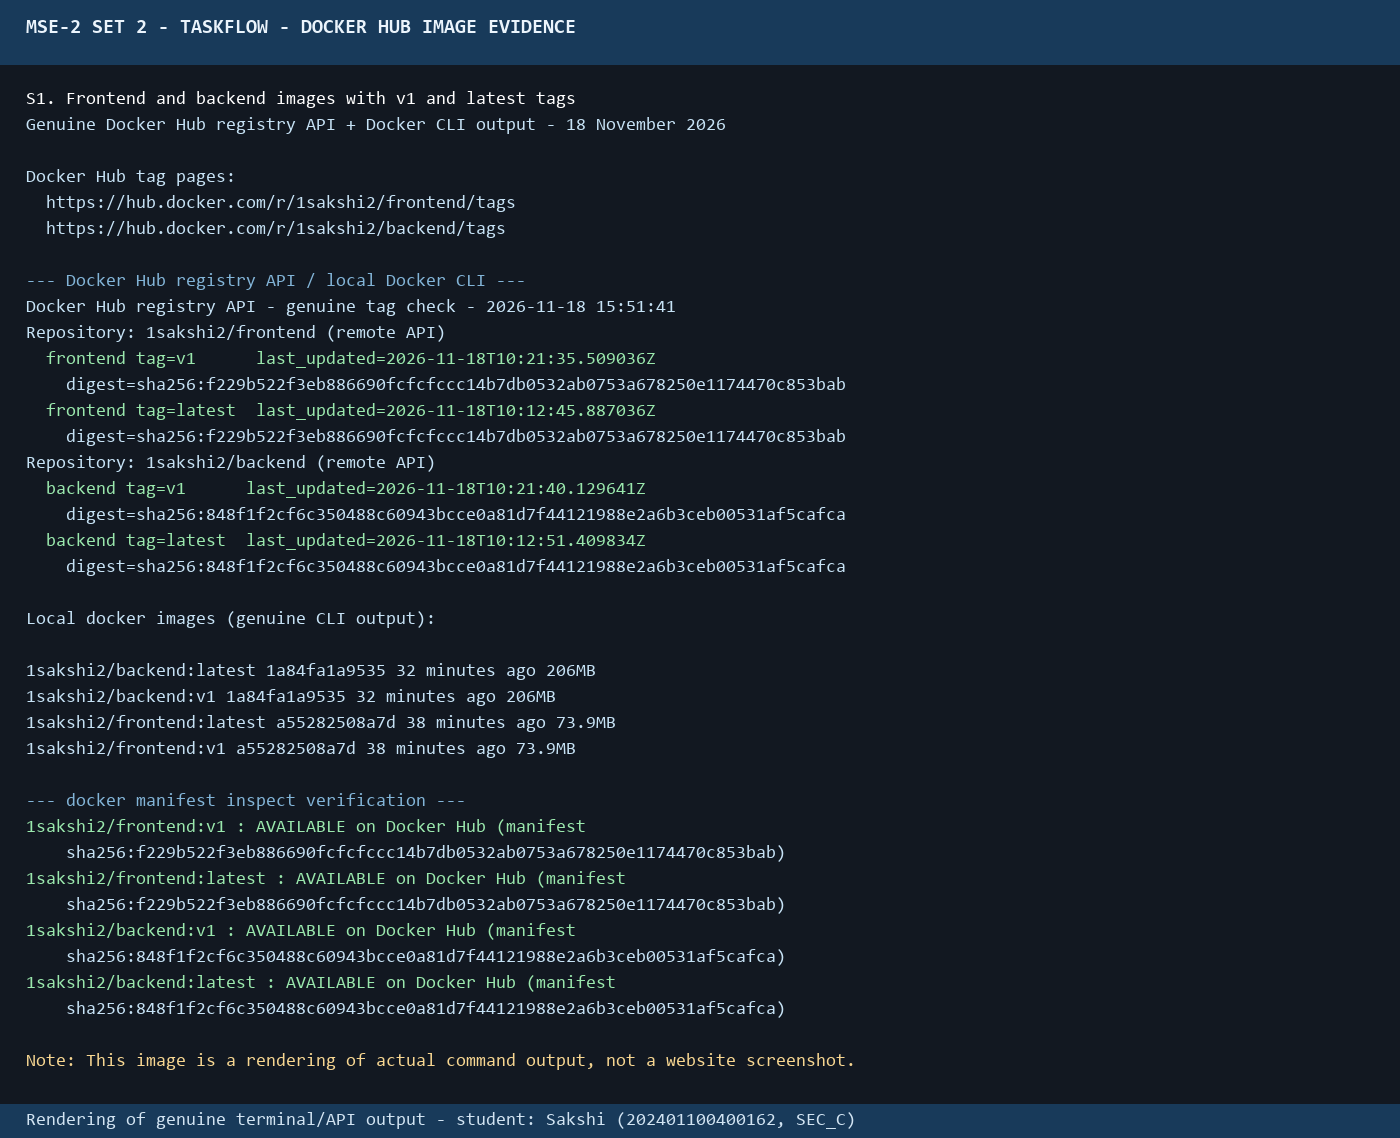 MSE-2 SET 2 - TASKFLOW - DOCKER HUB IMAGE EVIDENCE
S1. Frontend and backend images with v1 and latest tags
Genuine Docker Hub registry API + Docker CLI output - 18 November 2026
Docker Hub tag pages:
https://hub.docker.com/r/1sakshi2/frontend/tags
https://hub.docker.com/r/1sakshi2/backend/tags
--- Docker Hub registry API / local Docker CLI ---
Docker Hub registry API - genuine tag check - 2026-11-18 15:51:41
Repository: 1sakshi2/frontend (remote API)
frontend tag=v1      last_updated=2026-11-18T10:21:35.509036Z
digest=sha256:f229b522f3eb886690fcfcfccc14b7db0532ab0753a678250e1174470c853bab
frontend tag=latest  last_updated=2026-11-18T10:12:45.887036Z
digest=sha256:f229b522f3eb886690fcfcfccc14b7db0532ab0753a678250e1174470c853bab
Repository: 1sakshi2/backend (remote API)
backend tag=v1      last_updated=2026-11-18T10:21:40.129641Z
digest=sha256:848f1f2cf6c350488c60943bcce0a81d7f44121988e2a6b3ceb00531af5cafca
backend tag=latest  last_updated=2026-11-18T10:12:51.409834Z
digest=sha256:848f1f2cf6c350488c60943bcce0a81d7f44121988e2a6b3ceb00531af5cafca
Local docker images (genuine CLI output):
1sakshi2/backend:latest 1a84fa1a9535 32 minutes ago 206MB
1sakshi2/backend:v1 1a84fa1a9535 32 minutes ago 206MB
1sakshi2/frontend:latest a55282508a7d 38 minutes ago 73.9MB
1sakshi2/frontend:v1 a55282508a7d 38 minutes ago 73.9MB
--- docker manifest inspect verification ---
1sakshi2/frontend:v1 : AVAILABLE on Docker Hub (manifest
sha256:f229b522f3eb886690fcfcfccc14b7db0532ab0753a678250e1174470c853bab)
1sakshi2/frontend:latest : AVAILABLE on Docker Hub (manifest
sha256:f229b522f3eb886690fcfcfccc14b7db0532ab0753a678250e1174470c853bab)
1sakshi2/backend:v1 : AVAILABLE on Docker Hub (manifest
sha256:848f1f2cf6c350488c60943bcce0a81d7f44121988e2a6b3ceb00531af5cafca)
1sakshi2/backend:latest : AVAILABLE on Docker Hub (manifest
sha256:848f1f2cf6c350488c60943bcce0a81d7f44121988e2a6b3ceb00531af5cafca)
Note: This image is a rendering of actual command output, not a website screenshot.
Rendering of genuine terminal/API output - student: Sakshi (202401100400162, SEC_C)